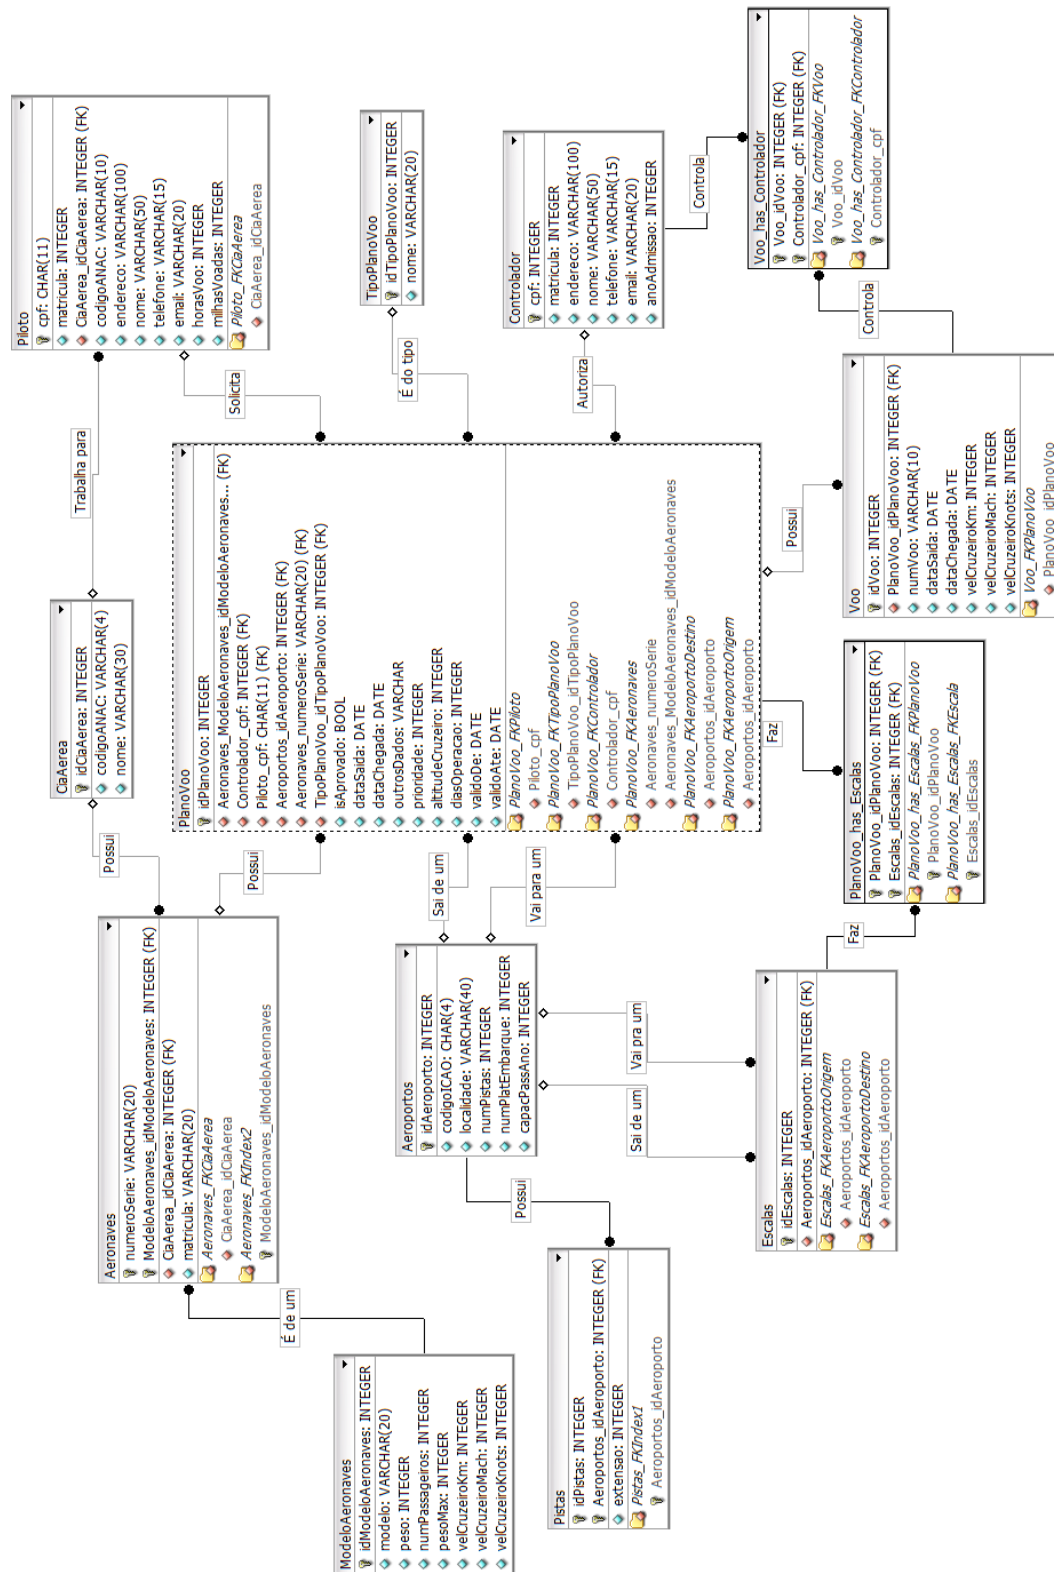 Piloto
cpf: CHAR(11)
matricula: INTEGER
CiaAerea_idCiaAerea: INTEGER (FK)
codigoANAC: VARCHAR(10)
endereco: VARCHAR(100)
nome: VARCHAR(50)
telefone: VARCHAR(15)
email: VARCHAR(20)
horasVoo: INTEGER
milhasVoadas: INTEGER
Piloto_FKCiaAerea
CiaAerea_idCiaAerea
TipoPlanoVoo
idTipoPlanoVoo: INTEGER
nome: VARCHAR(20)
Controlador
cpf: INTEGER
matricula: INTEGER
endereco: VARCHAR(100)
nome: VARCHAR(50)
telefone: VARCHAR(15)
email: VARCHAR(20)
anoAdmissao: INTEGER
Voo_has_Controlador
Voo_idVoo: INTEGER (FK)
Controlador_cpf: INTEGER (FK)
Voo_has_Controlador_FKVoo
Voo_idVoo
Voo_has_Controlador_FKControlador
Controlador_cpf
Trabalha para
Solicita
É do tipo
Autoriza
Controla
Controla
CiaAerea
idCiaAerea: INTEGER
codigoANAC: VARCHAR(4)
nome: VARCHAR(30)
PlanoVoo
idPlanoVoo: INTEGER
Aeronaves_ModeloAeronaves_idModeloAeronaves... (FK)
Controlador_cpf: INTEGER (FK)
Piloto_cpf: CHAR(11) (FK)
Aeroportos_idAeroporto: INTEGER (FK)
Aeronaves_numeroSerie: VARCHAR(20) (FK)
TipoPlanoVoo_idTipoPlanoVoo: INTEGER (FK)
isAprovado: BOOL
dataSaida: DATE
dataChegada: DATE
outrosDados: VARCHAR
prioridade: INTEGER
altitudeCruzeiro: INTEGER
diasOperacao: INTEGER
validoDe: DATE
validoAte: DATE
PlanoVoo_FKPiloto
Piloto_cpf
PlanoVoo_FKTipoPlanoVoo
TipoPlanoVoo_idTipoPlanoVoo
PlanoVoo_FKControlador
Controlador_cpf
PlanoVoo_FKAeronaves
Aeronaves_numeroSerie
Aeronaves_ModeloAeronaves_idModeloAeronaves
PlanoVoo_FKAeroportoDestino
Aeroportos_idAeroporto
PlanoVoo_FKAeroportoOrigem
Aeroportos_idAeroporto
Voo
idVoo: INTEGER
PlanoVoo_idPlanoVoo: INTEGER (FK)
numVoo: VARCHAR(10)
dataSaida: DATE
dataChegada: DATE
velCruzeiroKm: INTEGER
velCruzeiroMach: INTEGER
velCruzeiroKnots: INTEGER
Voo_FKPlanoVoo
PlanoVoo_idPlanoVoo
Possui
Possui
Possui
Faz
Sai de um
Vai para um
PlanoVoo_has_Escalas
PlanoVoo_idPlanoVoo: INTEGER (FK)
Escalas_idEscalas: INTEGER (FK)
PlanoVoo_has_Escalas_FKPlanoVoo
PlanoVoo_idPlanoVoo
PlanoVoo_has_Escalas_FKEscala
Escalas_idEscalas
Aeronaves
numeroSerie: VARCHAR(20)
ModeloAeronaves_idModeloAeronaves: INTEGER (FK)
CiaAerea_idCiaAerea: INTEGER (FK)
matricula: VARCHAR(20)
Aeronaves_FKCiaAerea
CiaAerea_idCiaAerea
Aeronaves_FKIndex2
ModeloAeronaves_idModeloAeronaves
Aeroportos
idAeroporto: INTEGER
codigoICAO: CHAR(4)
localidade: VARCHAR(40)
numPistas: INTEGER
numPlatEmbarque: INTEGER
capacPassAno: INTEGER
Faz
Vai pra um
Sai de um
Possui
Escalas
idEscalas: INTEGER
Aeroportos_idAeroporto: INTEGER (FK)
Escalas_FKAeroportoOrigem
Aeroportos_idAeroporto
Escalas_FKAeroportoDestino
Aeroportos_idAeroporto
É de um
ModeloAeronaves
idModeloAeronaves: INTEGER
modelo: VARCHAR(20)
peso: INTEGER
numPassageiros: INTEGER
pesoMax: INTEGER
velCruzeiroKm: INTEGER
velCruzeiroMach: INTEGER
velCruzeiroKnots: INTEGER
Pistas
idPistas: INTEGER
Aeroportos_idAeroporto: INTEGER (FK)
extensao: INTEGER
Pistas_FKIndex1
Aeroportos_idAeroporto